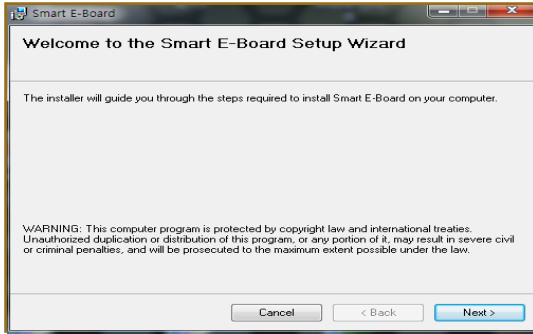 Smart E-Board
Welcome to the Smart E-Board Setup Wizard
The installer will guide you through the steps required to install Smart E-Board on your computer.
WARNING: This computer program is protected by copyright law and international treaties.
Unauthorized duplication or distribution of this program, or any portion of it, may result in severe civil
or criminal penalties, and will be prosecuted to the maximum extent possible under the law.
Cancel
< Back
Next >